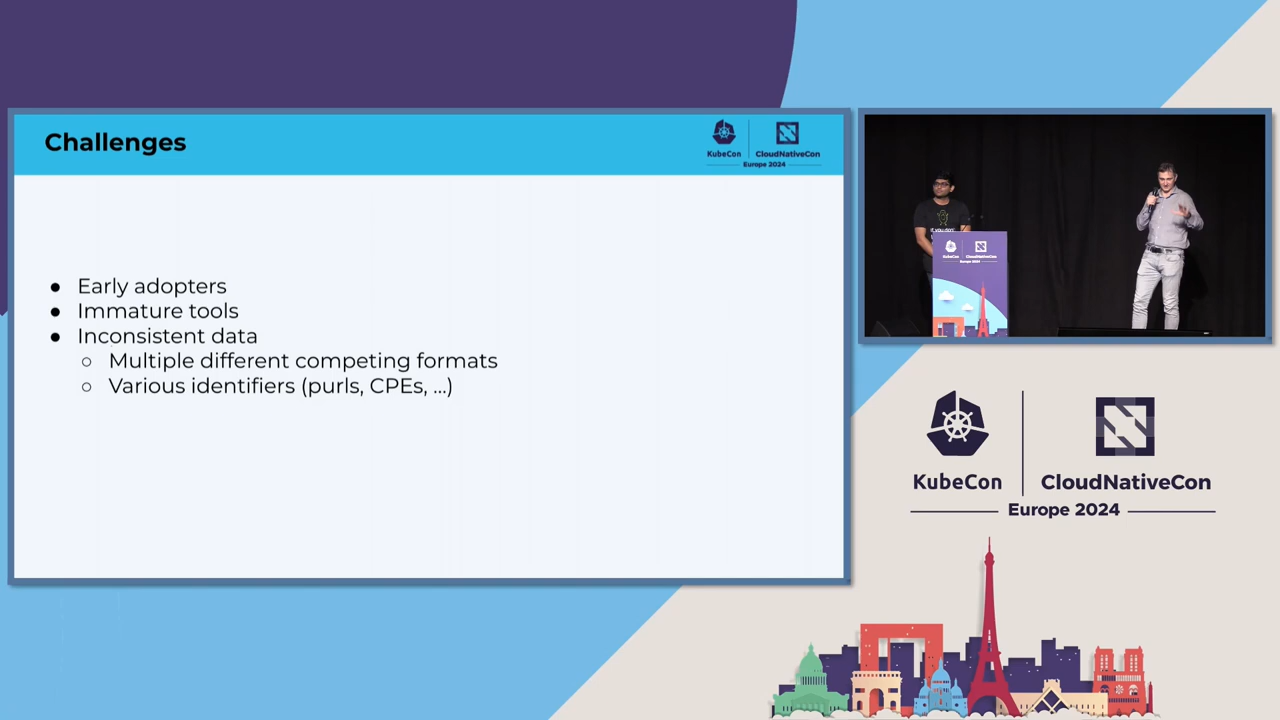 Challenges
KubeCon
CloudNativeCon
Europe 2024
● Early adopters
● Immature tools
● Inconsistent data
○ Multiple different competing formats
○ Various identifiers (purls, CPEs, ...)
KubeCon
CloudNativeCon
Europe 2024